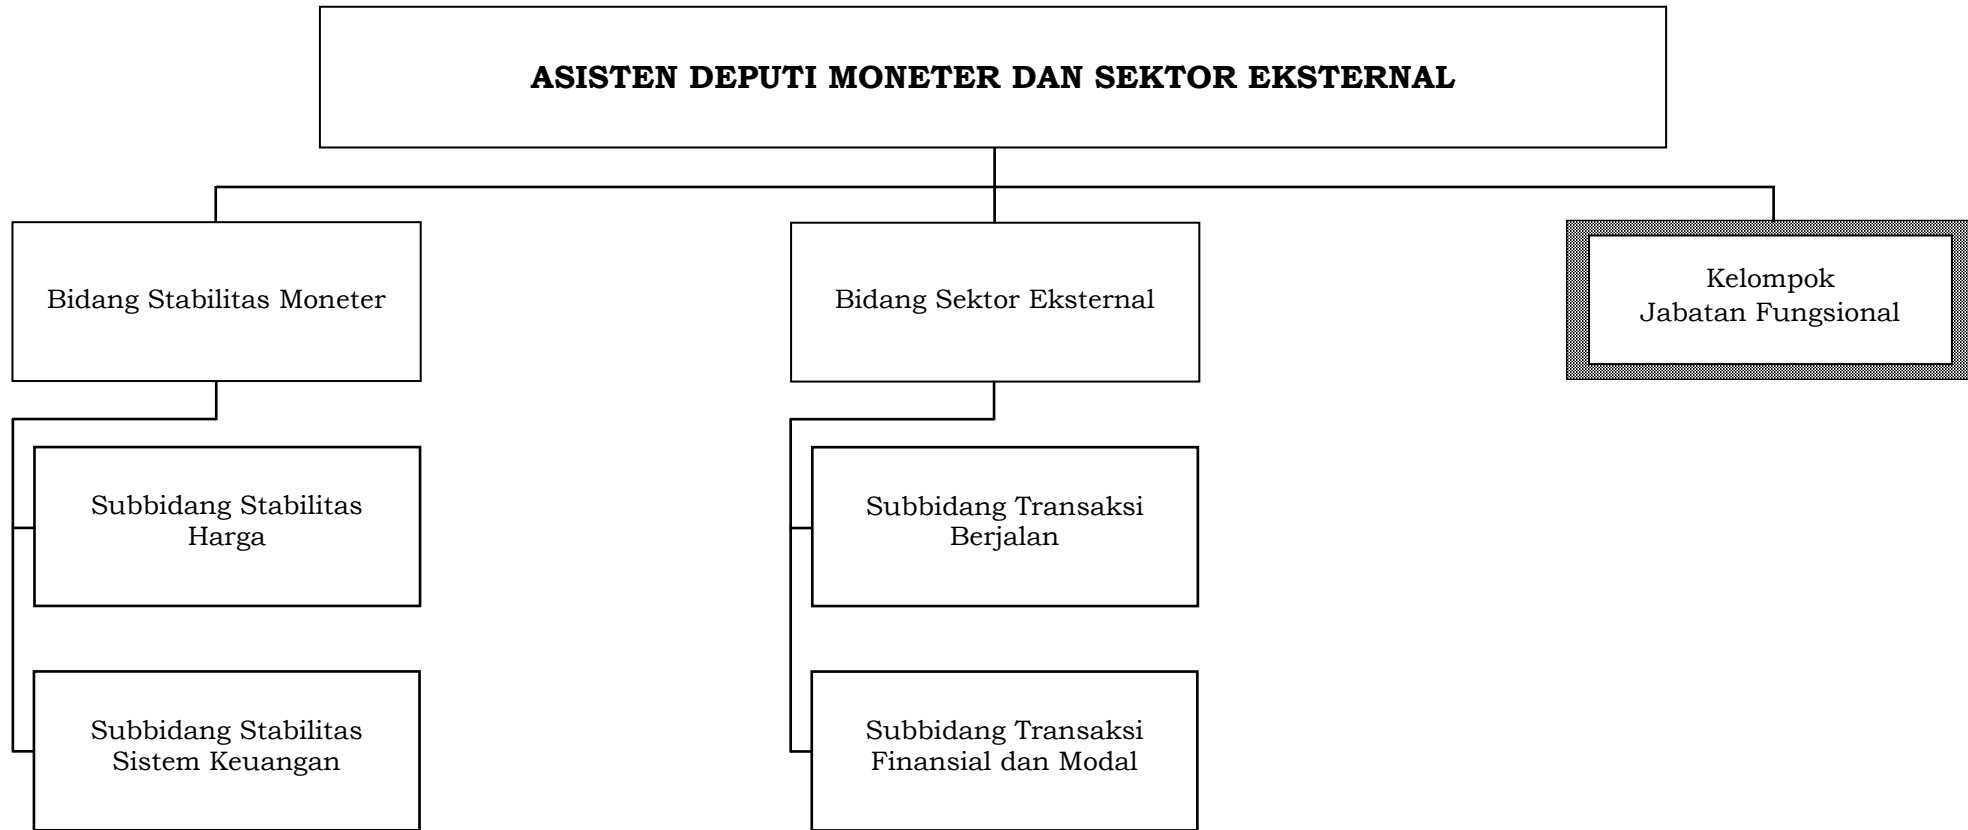 ASISTEN DEPUTI MONETER DAN SEKTOR EKSTERNAL
Bidang Stabilitas Moneter
Bidang Sektor Eksternal
Kelompok
Jabatan Fungsional
Subbidang Stabilitas
Harga
Subbidang Transaksi
Berjalan
Subbidang Stabilitas
Sistem Keuangan
Subbidang Transaksi
Finansial dan Modal